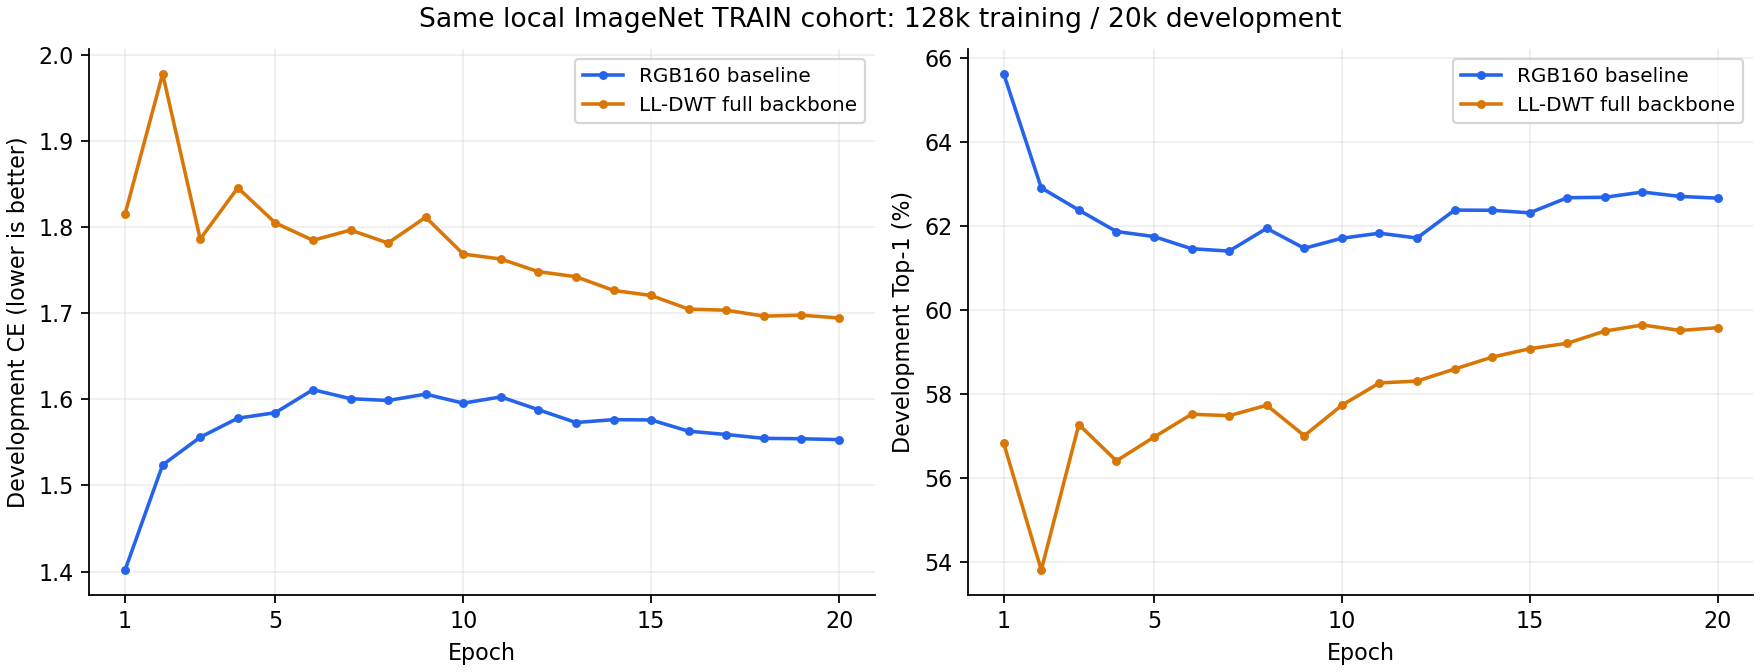 Same local ImageNet TRAIN cohort: 128k training / 20k development
Development CE (lower is better)
2.0
1.9
1.8
1.7
1.6
1.5
1.4
RGB160 baseline
LL-DWT full backbone
1
5
10
15
20
Epoch
Development Top-1 (%)
66
64
62
60
58
56
54
RGB160 baseline
LL-DWT full backbone
1
5
10
15
20
Epoch